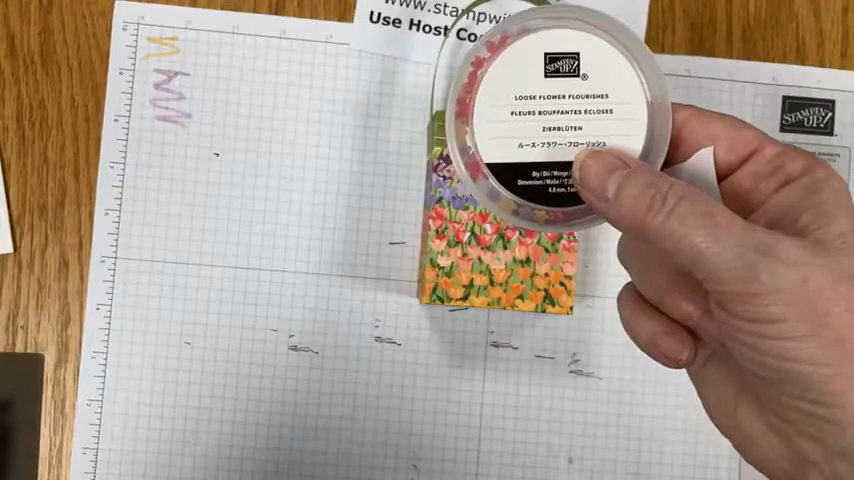 www.stampwi
Use Host Co
STAMPIN' UP!
LOOSE FLOWER FLOURISHES
FLEURS BOUFFANTES ÉCLOSES
ZIERBLÜTEN
ルース・フラワー・フローリッシュ
STAMPIN' UP!